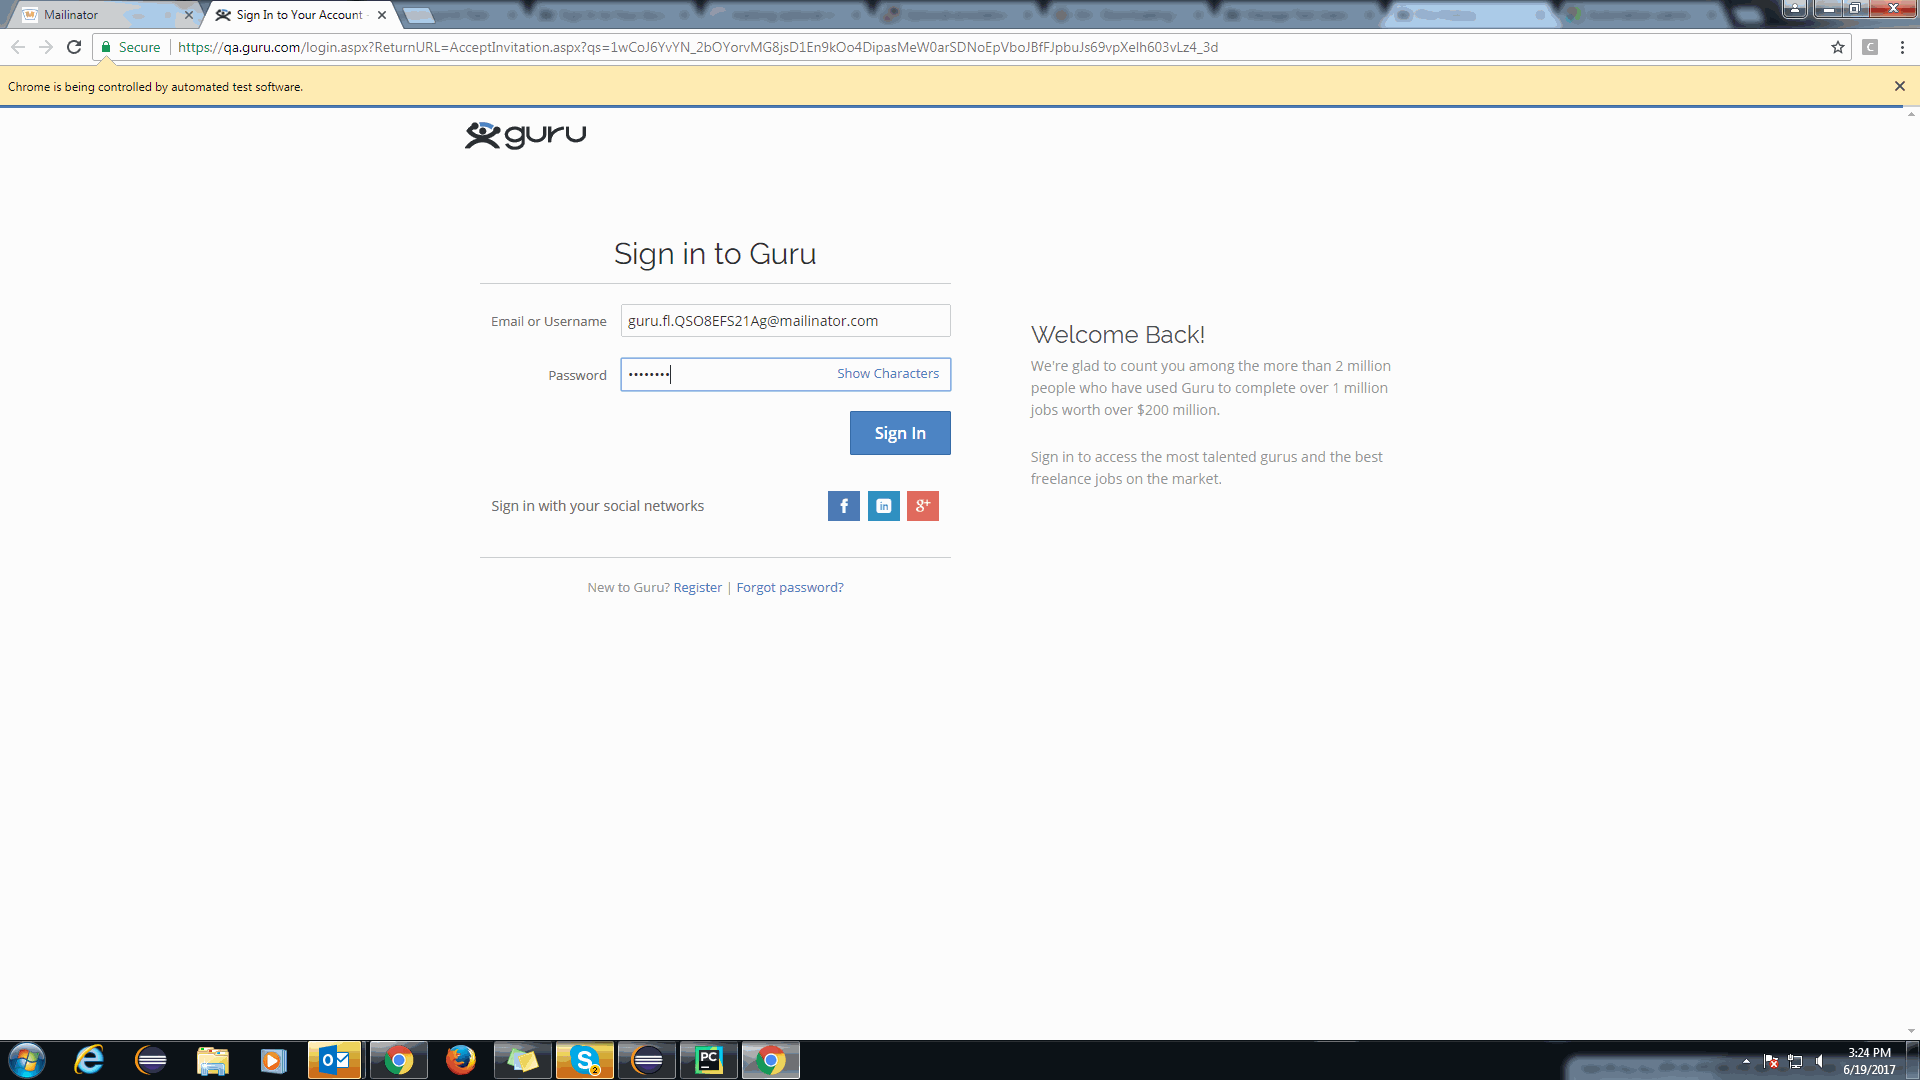 Mailinator
Sign In to Your Account
Secure
https://qa.guru.com/login.aspx?ReturnURL=AcceptInvitation.aspx?qs=1wCoJ6YvYN_2bOYorvMG8jsD1En9kOo4DipasMeW0arSDNoEpVboJBfFJpbuJs69vpXelh603vLz4_3d
C
Chrome is being controlled by automated test software.
guru
Sign in to Guru
Email or Username
guru.fl.QSO8EFS21Ag@mailinator.com
Password
••••••••
Show Characters
Sign In
Sign in with your social networks
f
in
g+
New to Guru? Register | Forgot password?
Welcome Back!
We're glad to count you among the more than 2 million
people who have used Guru to complete over 1 million
jobs worth over $200 million.
Sign in to access the most talented gurus and the best
freelance jobs on the market.
2
PC
3:24 PM
6/19/2017